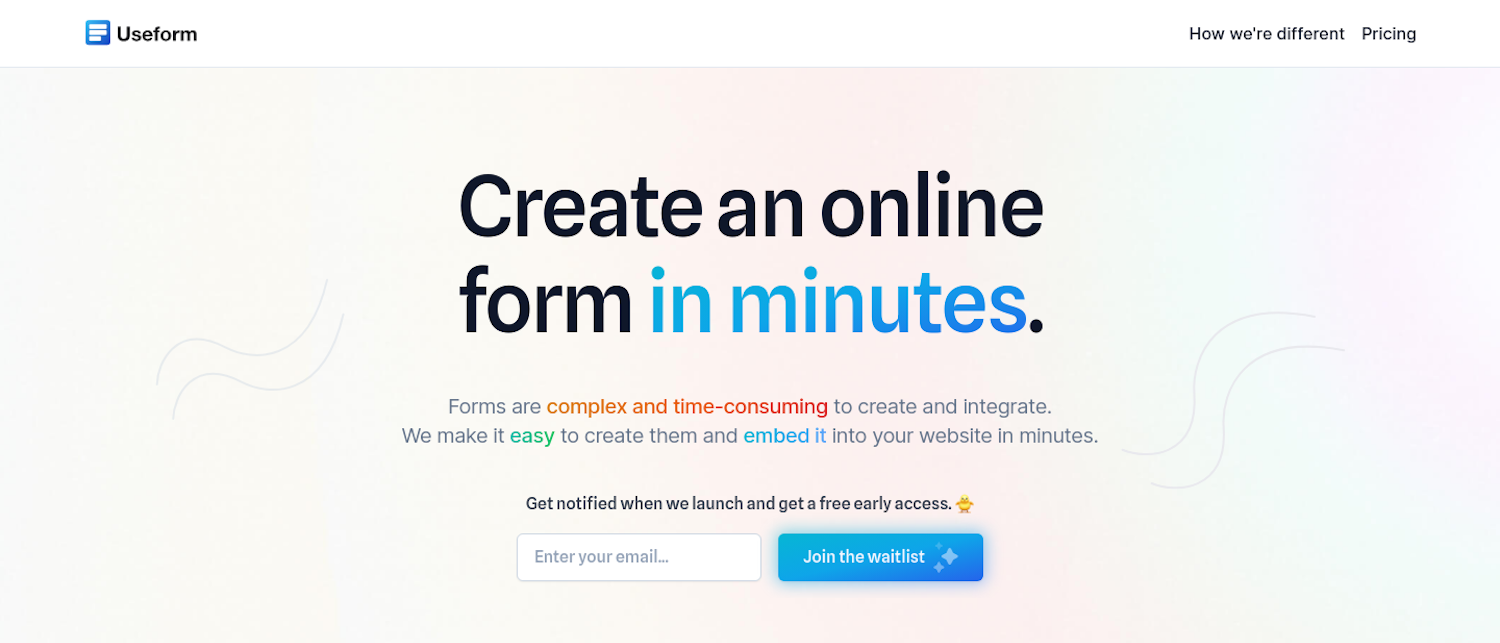 Useform
How we're different
Pricing
Create an online
form in minutes.
Forms are complex and time-consuming to create and integrate.
We make it easy to create them and embed it into your website in minutes.
Get notified when we launch and get a free early access. 🐥
Enter your email...
Join the waitlist